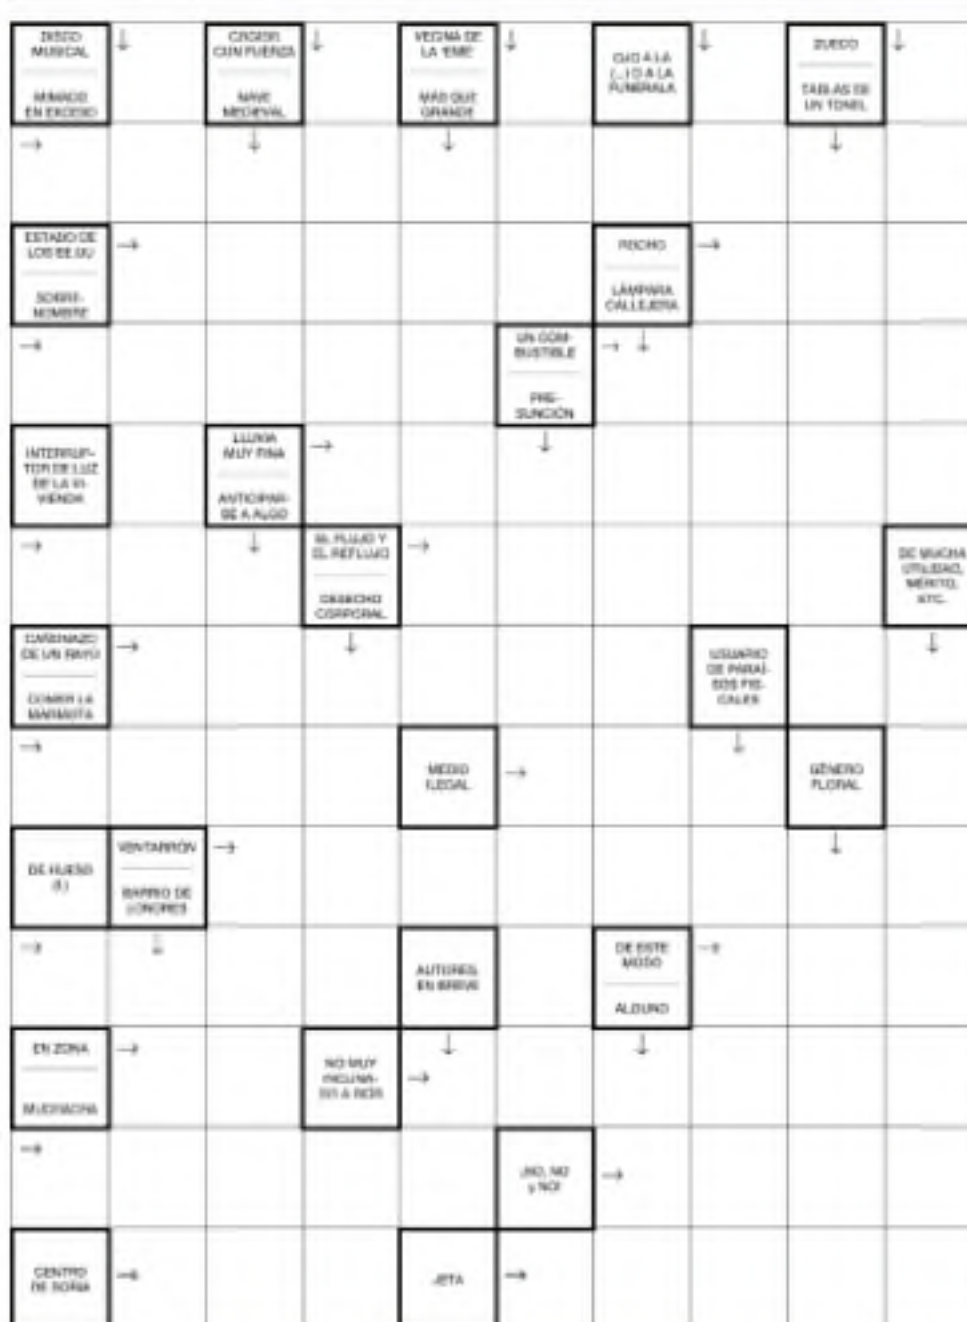 DISCO
MUSICAL
MIMADO
EN EXCESO
COGER
CON FUERZA
NAVE
MEDIEVAL
VECINA DE
LA 'EME'
MÁS QUE
GRANDE
OJO A LA
(...) O A LA
FUNERALA
ZUECO
TABLAS DE
UN TONEL
ESTADO DE
LOS EE.UU
SOBRE-
NOMBRE
LÁMPARA
CALLEJERA
UN COM-
BUSTIBLE
PRE-
SUNCIÓN
INTERRUP-
TOR DE LUZ
DE LA VI-
VIENDA
LLUVIA
MUY FINA
ANTICIPAR-
SE A ALGO
EL FLUJO Y
EL REFLUJO
DESECHO
CORPORAL
DE MUCHA
UTILIDAD,
MÉRITO,
ETC.
CAÑONAZO
DE UN RAYO
COMER LA
MARMOTA
USUARIO
DE PARAÍ-
SOS FIS-
CALES
MEDIO
ILEGAL
GÉNERO
FLORAL
DE HUESO
VENTARRÓN
BARRIO DE
LONDRES
AUTORES,
EN BREVE
DE ESTE
MODO
ALGUNO
EN ZONA
MUCHACHA
NO MUY
INCLINA-
DO A REÍR
¡NO, NO
y NO!
CENTRO
DE SORIA
JETA